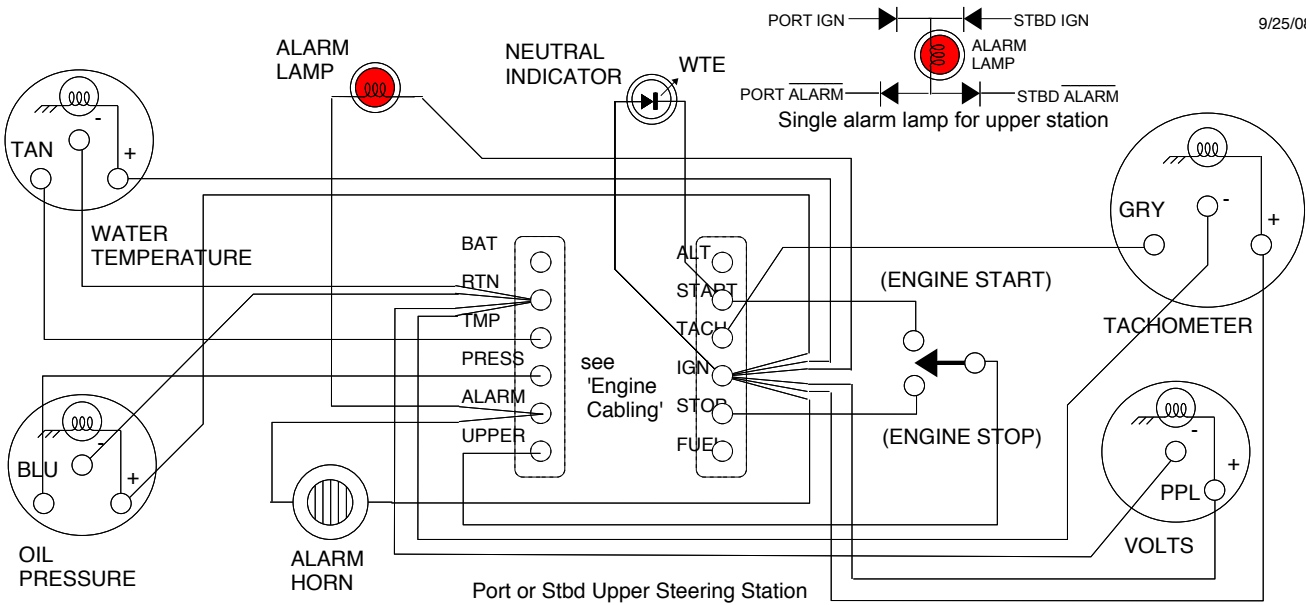 PORT IGN
STBD IGN
9/25/08
ALARM
LAMP
NEUTRAL
INDICATOR
WTE
ALARM
LAMP
PORT ALARM
STBD ALARM
Single alarm lamp for upper station
-
TAN
+
WATER
TEMPERATURE
GRY
-
+
TACHOMETER
BAT
RTN
TMP
PRESS
ALARM
UPPER
see
'Engine
Cabling'
ALT
START
TACH
IGN
STOP
FUEL
(ENGINE START)
(ENGINE STOP)
-
BLU
+
OIL
PRESSURE
ALARM
HORN
-
+
PPL
VOLTS
Port or Stbd Upper Steering Station